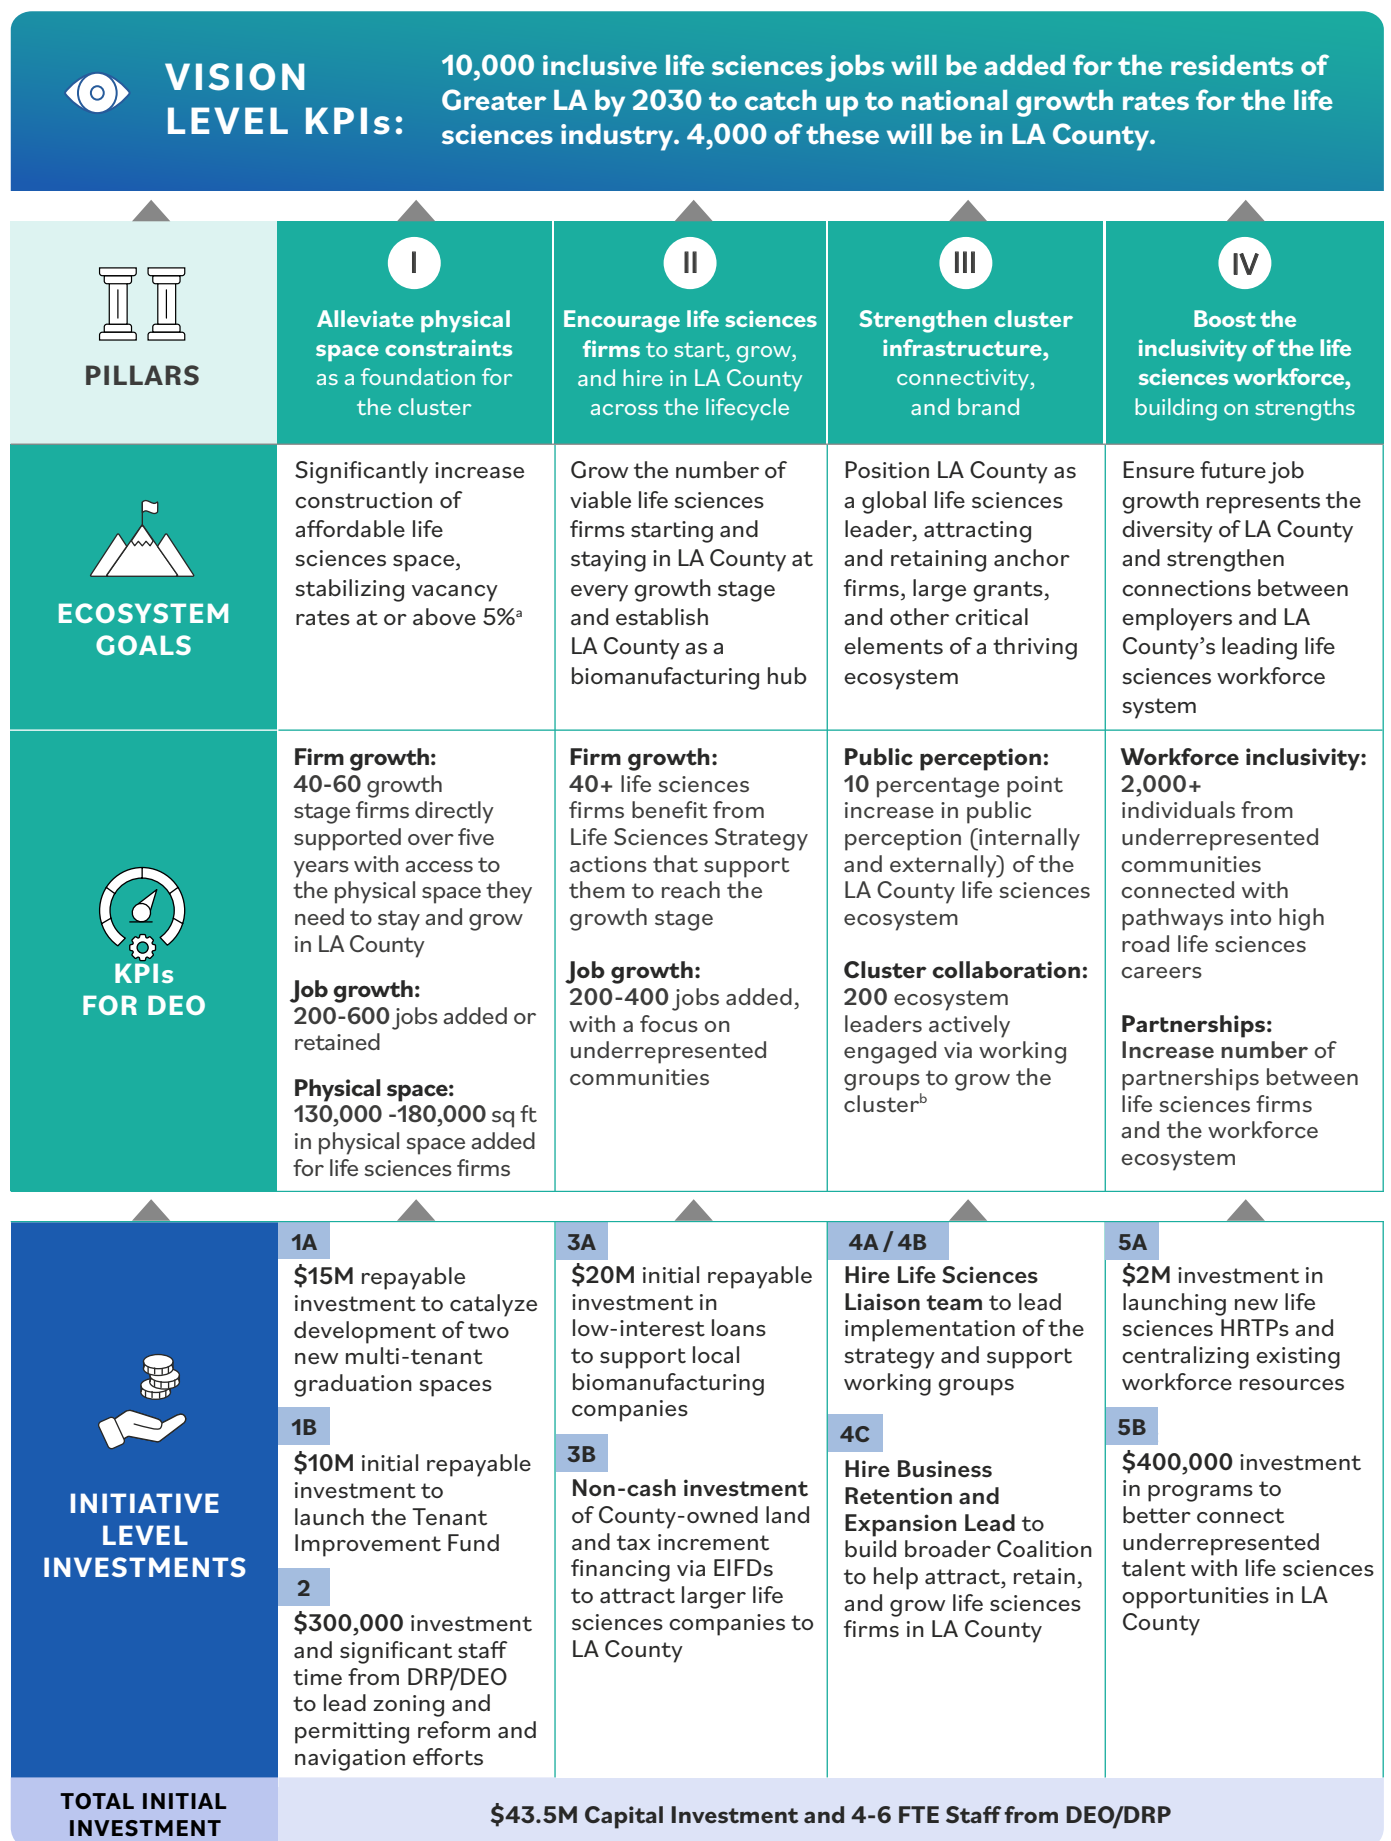 VISION
LEVEL KPIs:
10,000 inclusive life sciences jobs will be added for the residents of
Greater LA by 2030 to catch up to national growth rates for the life
sciences industry. 4,000 of these will be in LA County.
PILLARS
I
Alleviate physical
space constraints
as a foundation for
the cluster
II
Encourage life sciences
firms to start, grow,
and hire in LA County
across the lifecycle
III
Strengthen cluster
infrastructure,
connectivity,
and brand
IV
Boost the
inclusivity of the life
sciences workforce,
building on strengths
ECOSYSTEM
GOALS
Significantly increase
construction of
affordable life
sciences space,
stabilizing vacancy
rates at or above 5%a
Grow the number of
viable life sciences
firms starting and
staying in LA County at
every growth stage
and establish
LA County as a
biomanufacturing hub
Position LA County as
a global life sciences
leader, attracting
and retaining anchor
firms, large grants,
and other critical
elements of a thriving
ecosystem
Ensure future job
growth represents the
diversity of LA County
and strengthen
connections between
employers and LA
County's leading life
sciences workforce
system
KPIs
FOR DEO
Firm growth:
40-60 growth
stage firms directly
supported over five
years with access to
the physical space they
need to stay and grow
in LA County
Job growth:
200-600 jobs added or
retained
Physical space:
130,000 -180,000 sq ft
in physical space added
for life sciences firms
Firm growth:
40+ life sciences
firms benefit from
Life Sciences Strategy
actions that support
them to reach the
growth stage
Job growth:
200-400 jobs added,
with a focus on
underrepresented
communities
Public perception:
10 percentage point
increase in public
perception (internally
and externally) of the
LA County life sciences
ecosystem
Cluster collaboration:
200 ecosystem
leaders actively
engaged via working
groups to grow the
clusterb
Workforce inclusivity:
2,000+
individuals from
underrepresented
communities
connected with
pathways into high
road life sciences
careers
Partnerships:
Increase number of
partnerships between
life sciences firms
and the workforce
ecosystem
INITIATIVE
LEVEL
INVESTMENTS
1A
$15M repayable
investment to catalyze
development of two
new multi-tenant
graduation spaces
1B
$10M initial repayable
investment to
launch the Tenant
Improvement Fund
2
$300,000 investment
and significant staff
time from DRP/DEO
to lead zoning and
permitting reform and
navigation efforts
3A
$20M initial repayable
investment in
low-interest loans
to support local
biomanufacturing
companies
3B
Non-cash investment
of County-owned land
and tax increment
financing via EIFDs
to attract larger life
sciences companies to
LA County
4A / 4B
Hire Life Sciences
Liaison team to lead
implementation of the
strategy and support
working groups
4C
Hire Business
Retention and
Expansion Lead to
build broader Coalition
to help attract, retain,
and grow life sciences
firms in LA County
5A
$2M investment in
launching new life
sciences HRTPs and
centralizing existing
workforce resources
5B
$400,000 investment
in programs to
better connect
underrepresented
talent with life sciences
opportunities in LA
County
TOTAL INITIAL
INVESTMENT
$43.5M Capital Investment and 4-6 FTE Staff from DEO/DRP